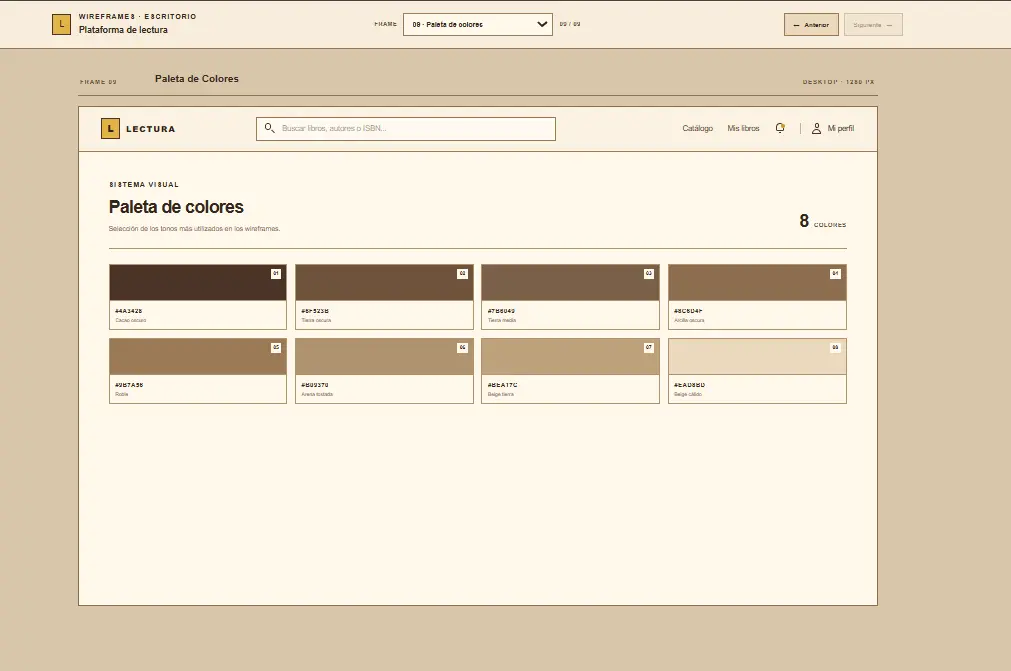 L
WIREFRAMES · ESCRITORIO
Plataforma de lectura
FRAME
09 · Paleta de colores
09 / 09
← Anterior
Siguiente →
FRAME 09
Paleta de Colores
DESKTOP · 1280 PX
L
LECTURA
Buscar libros, autores o ISBN...
Catálogo
Mis libros
Mi perfil
SISTEMA VISUAL
Paleta de colores
Selección de los tonos más utilizados en los wireframes.
8 COLORES
01
02
03
04
#4A3428
#6F523B
#7B6049
#8C6D4F
Cacao oscuro
Tierra oscura
Tierra media
Arcilla oscura
05
06
07
08
#9B7A56
#B09370
#BEA17C
#EAD8BD
Roble
Arena tostada
Beige tierra
Beige cálido